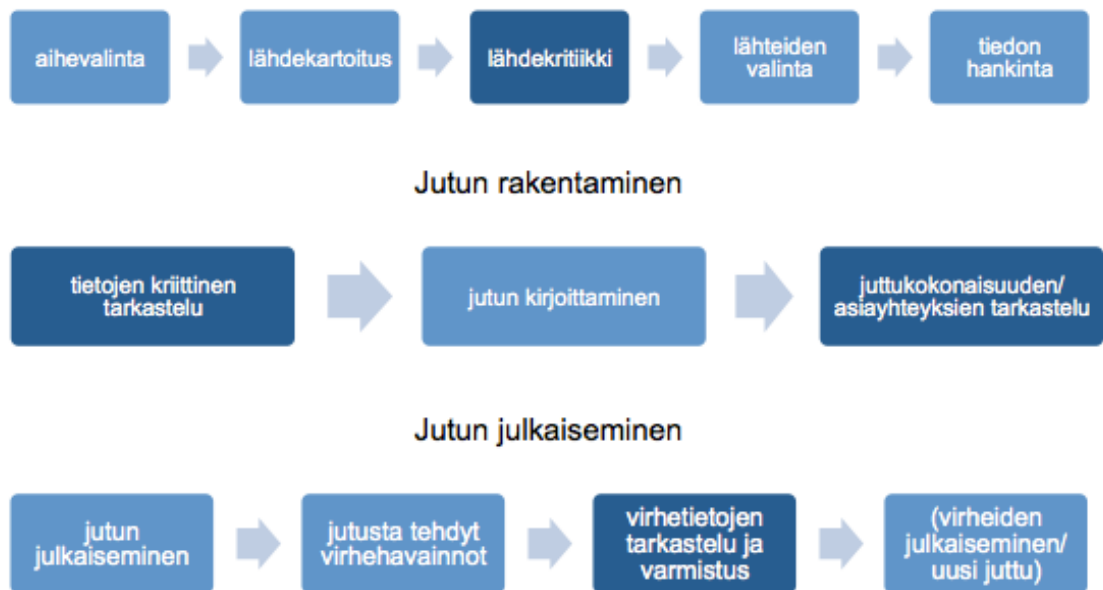 aihevalinta
lähdekartoitus
lähdekritiikki
lähteiden
valinta
tiedon
hankinta
Jutun rakentaminen
tietojen kriittinen
tarkastelu
jutun kirjoittaminen
juttukokonaisuuden/
asiayhteyksien tarkastelu
Jutun julkaiseminen
jutun
julkaiseminen
jutusta tehdyt
virhehavainnot
virhetietojen
tarkastelu ja
varmistus
(virheiden
julkaiseminen/
uusi juttu)